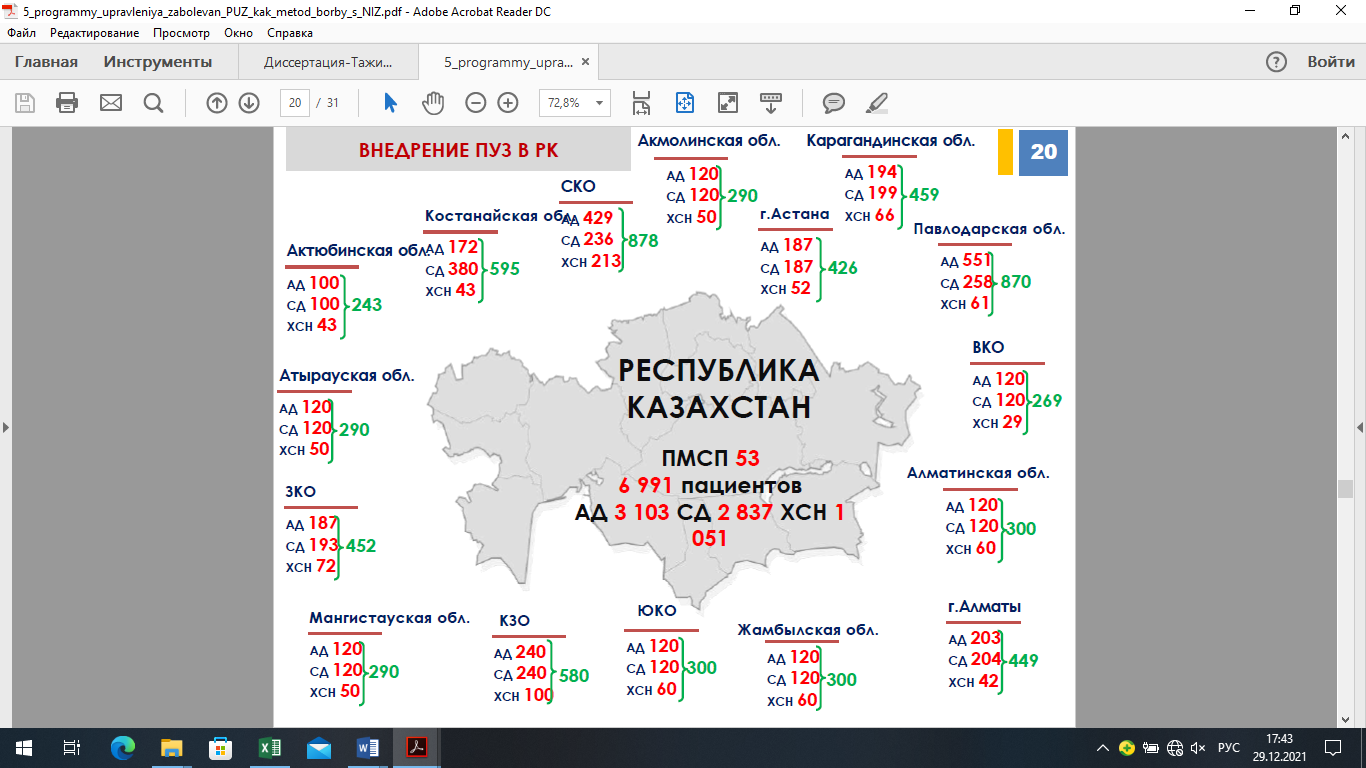 5_programmy_upravleniya_zabolevan_PUZ_kak_metod_borby_s_NIZ.pdf - Adobe Acrobat Reader DC
Файл Редактирование Просмотр Окно Справка
Главная Инструменты Диссертация-Тажи... 5_programmy_upra... × Войти
20 / 31 72,8%
ВНЕДРЕНИЕ ПУЗ В РК
20
Акмолинская обл.
АД 120
СД 120
ХСН 50
290
Карагандинская обл.
АД 194
СД 199
ХСН 66
459
СКО
АД 429
СД 236
ХСН 213
878
Костанайская обл.
АД 172
СД 380
ХСН 43
595
г.Астана
АД 187
СД 187
ХСН 52
426
Павлодарская обл.
АД 551
СД 258
ХСН 61
870
Актюбинская обл.
АД 100
СД 100
ХСН 43
243
ВКО
АД 120
СД 120
ХСН 29
269
Атырауская обл.
АД 120
СД 120
ХСН 50
290
РЕСПУБЛИКА
КАЗАХСТАН
ПМСП 53
6 991 пациентов
АД 3 103 СД 2 837 ХСН 1
051
Алматинская обл.
АД 120
СД 120
ХСН 60
300
ЗКО
АД 187
СД 193
ХСН 72
452
Мангистауская обл.
АД 120
СД 120
ХСН 50
290
КЗО
АД 240
СД 240
ХСН 100
580
ЮКО
АД 120
СД 120
ХСН 60
300
Жамбылская обл.
АД 120
СД 120
ХСН 60
300
г.Алматы
АД 203
СД 204
ХСН 42
449
РУС
17:43
29.12.2021